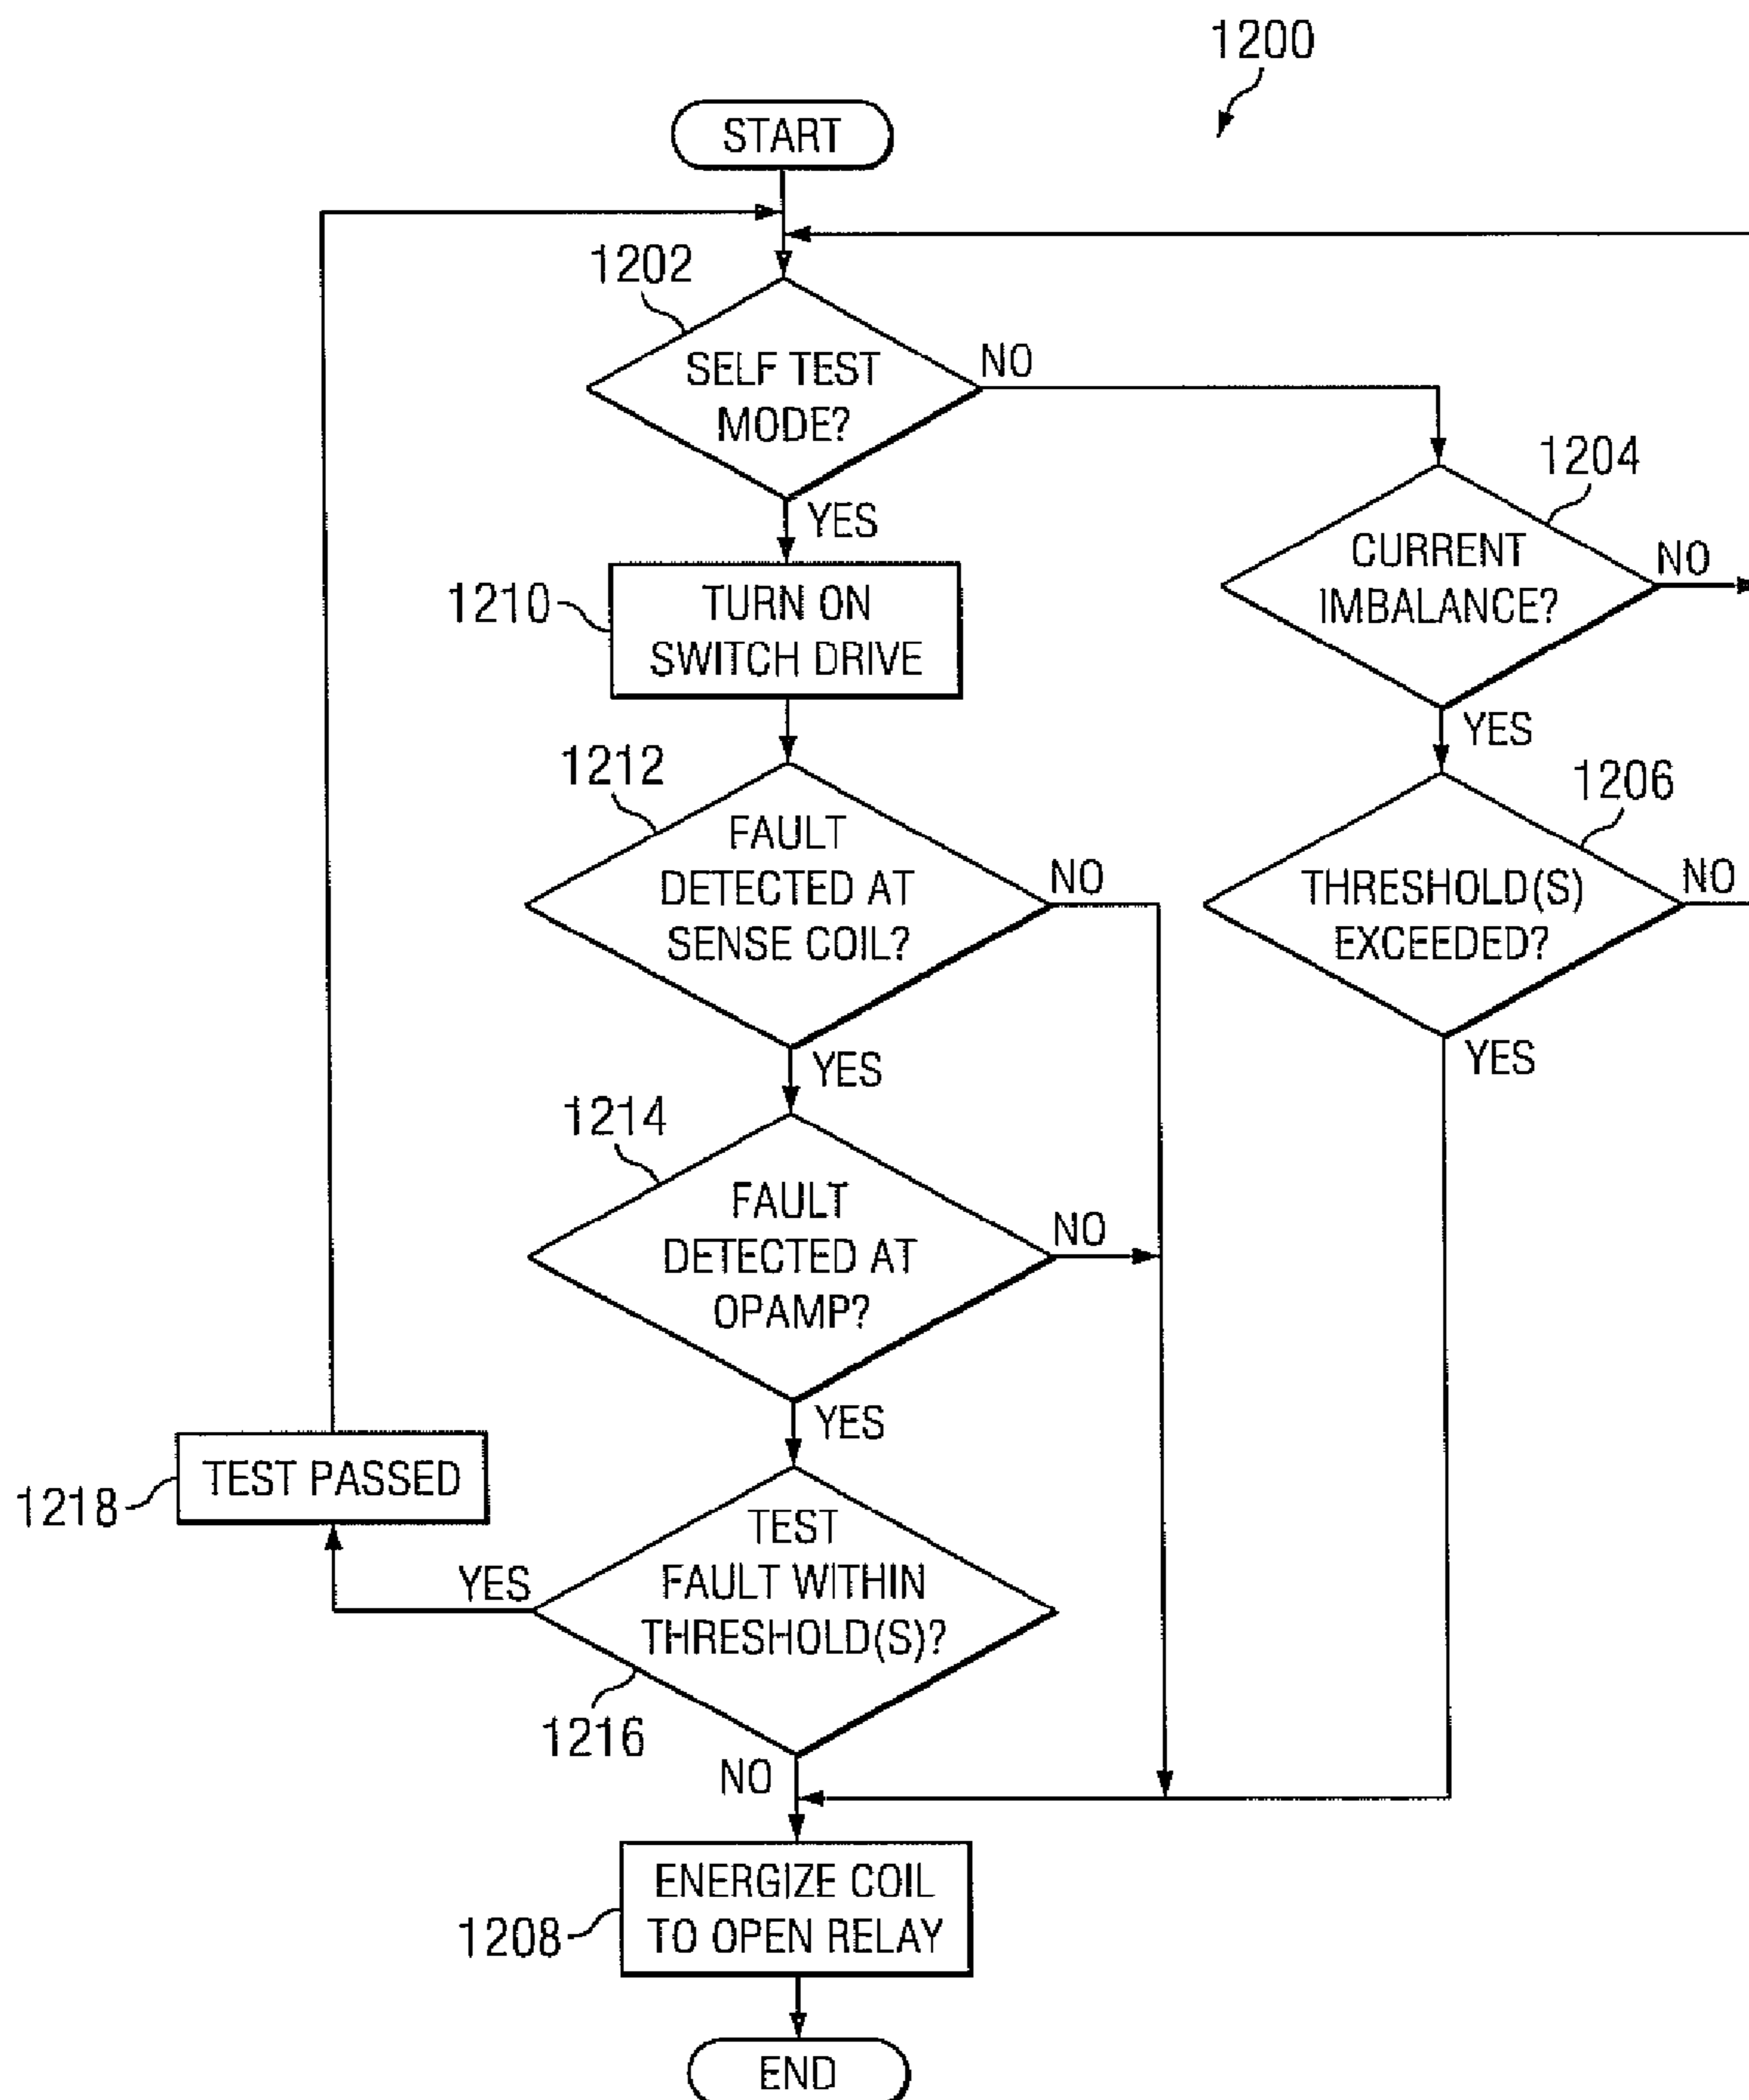 1200
START
1202
SELF TEST
MODE?
NO
YES
1204
CURRENT
IMBALANCE?
NO
YES
1210
TURN ON
SWITCH DRIVE
1206
THRESHOLD(S)
EXCEEDED?
NO
YES
1212
FAULT
DETECTED AT
SENSE COIL?
NO
YES
1214
FAULT
DETECTED AT
OPAMP?
NO
YES
1218
TEST PASSED
YES
TEST
FAULT WITHIN
THRESHOLD(S)?
1216
NO
ENERGIZE COIL
TO OPEN RELAY
1208
END